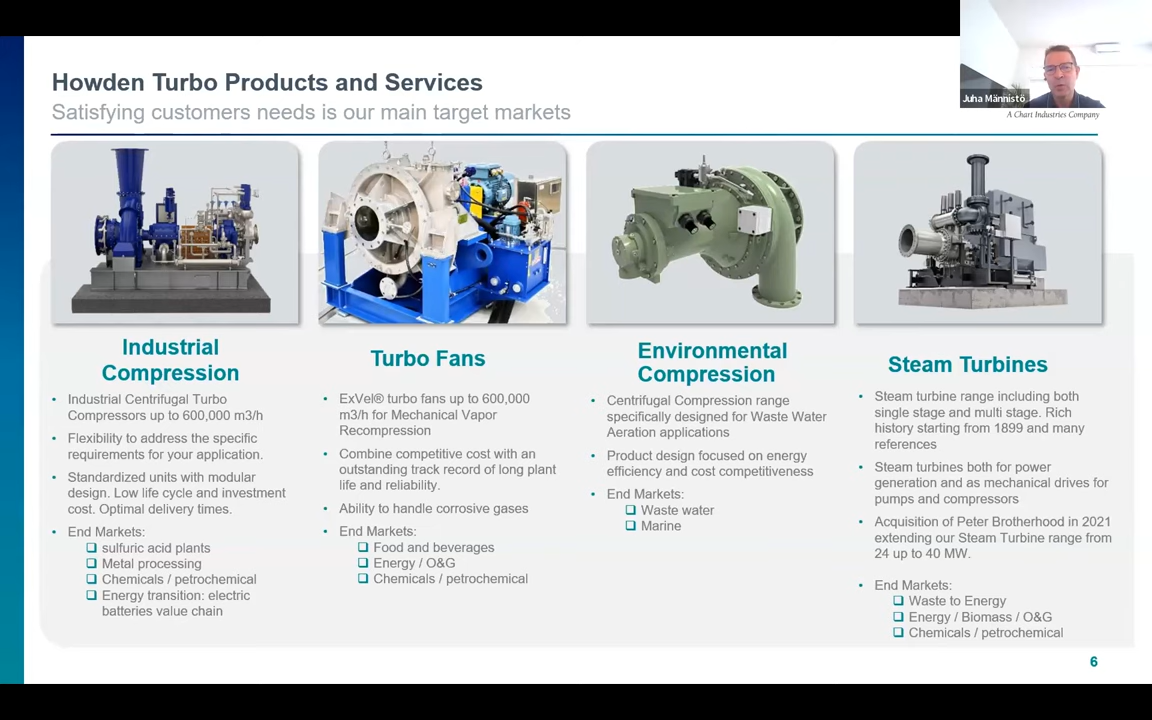 Howden Turbo Products and Services
Satisfying customers needs is our main target markets
Juha Männistö
A Chart Industries Company
Industrial
Compression
• Industrial Centrifugal Turbo
Compressors up to 600,000 m3/h
• Flexibility to address the specific
requirements for your application.
• Standardized units with modular
design. Low life cycle and investment
cost. Optimal delivery times.
• End Markets:
❑ sulfuric acid plants
❑ Metal processing
❑ Chemicals / petrochemical
❑ Energy transition: electric
batteries value chain
Turbo Fans
• ExVel® turbo fans up to 600,000
m3/h for Mechanical Vapor
Recompression
• Combine competitive cost with an
outstanding track record of long plant
life and reliability.
• Ability to handle corrosive gases
• End Markets:
❑ Food and beverages
❑ Energy / O&G
❑ Chemicals / petrochemical
Environmental
Compression
• Centrifugal Compression range
specifically designed for Waste Water
Aeration applications
• Product design focused on energy
efficiency and cost competitiveness
• End Markets:
❑ Waste water
❑ Marine
Steam Turbines
• Steam turbine range including both
single stage and multi stage. Rich
history starting from 1899 and many
references
• Steam turbines both for power
generation and as mechanical drives for
pumps and compressors
• Acquisition of Peter Brotherhood in 2021
extending our Steam Turbine range from
24 up to 40 MW.
• End Markets:
❑ Waste to Energy
❑ Energy / Biomass / O&G
❑ Chemicals / petrochemical
6